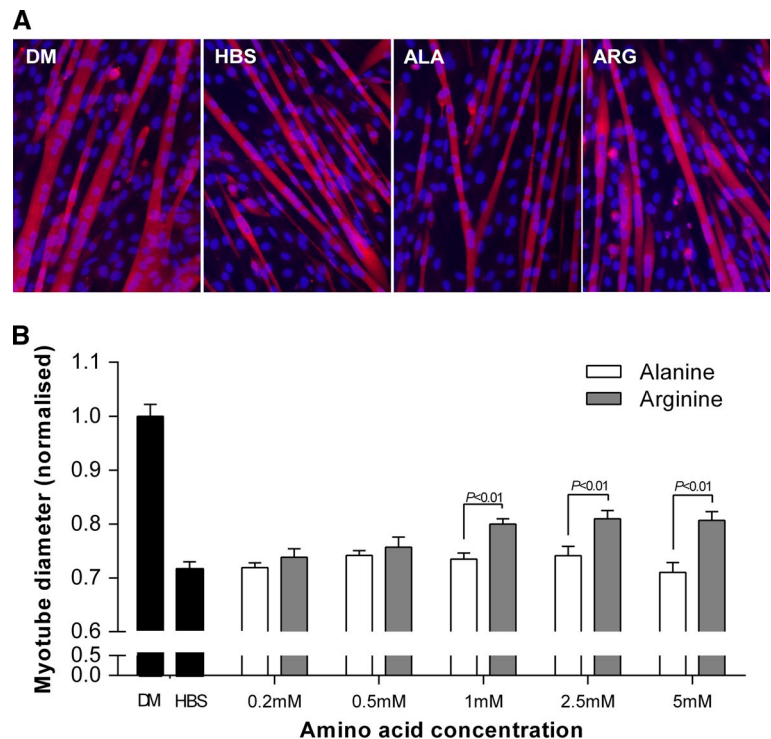 A
DM
HBS
ALA
ARG
B
Myotube diameter (normalised)
1.1
1.0
0.9
0.8
0.7
0.6
0.5
0.0
Alanine
Arginine
P<0.01
P<0.01
P<0.01
DM
HBS
0.2mM
0.5mM
1mM
2.5mM
5mM
Amino acid concentration